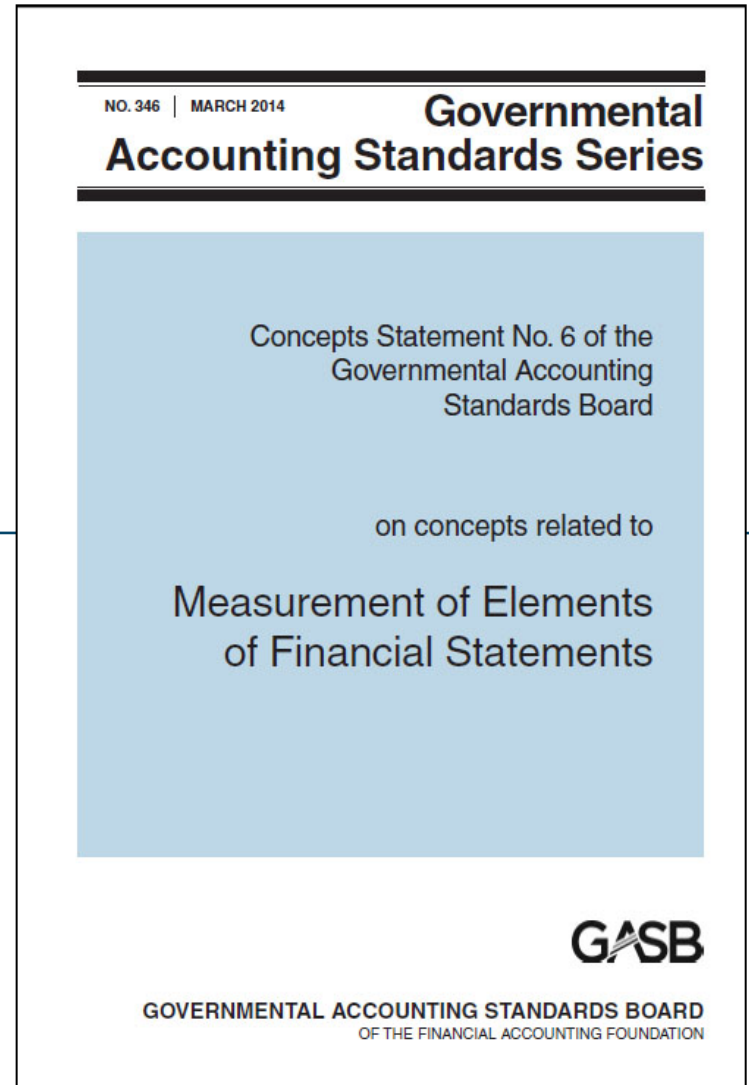 NO. 346 | MARCH 2014
Governmental
Accounting Standards Series
Concepts Statement No. 6 of the
Governmental Accounting
Standards Board
on concepts related to
Measurement of Elements
of Financial Statements
GASB
GOVERNMENTAL ACCOUNTING STANDARDS BOARD
OF THE FINANCIAL ACCOUNTING FOUNDATION